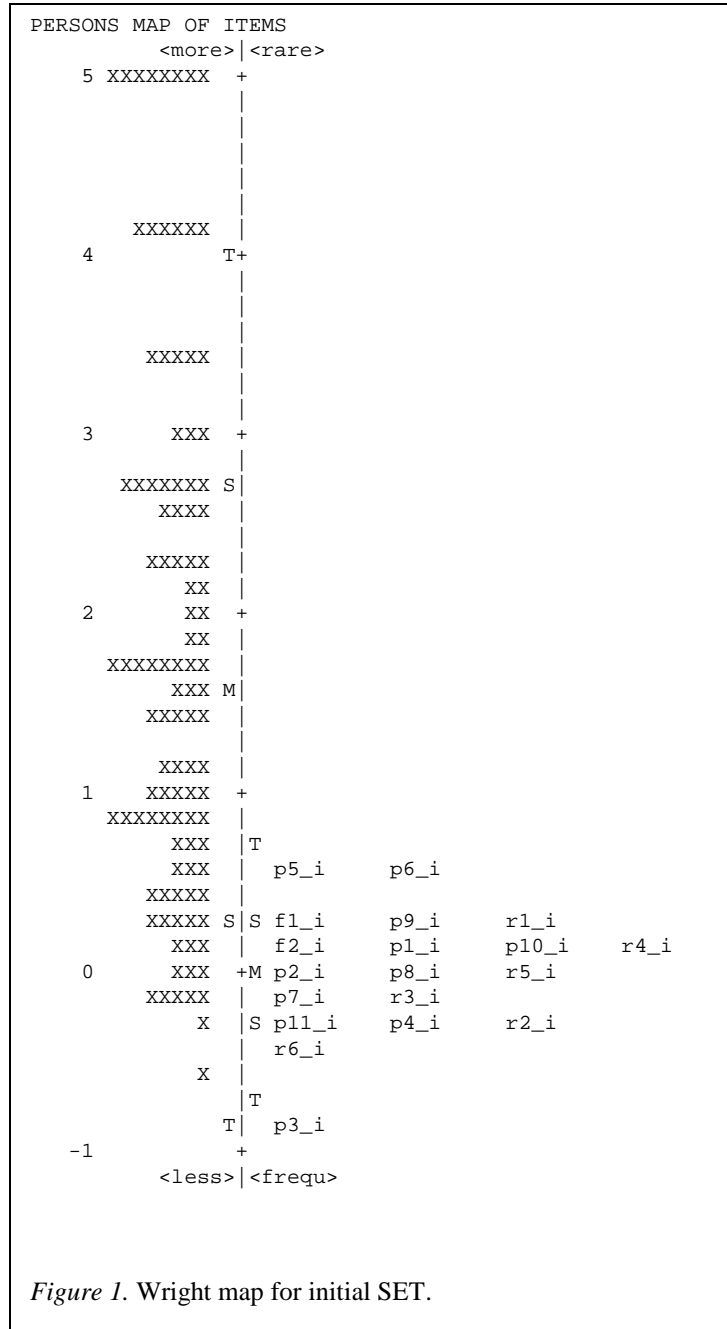 PERSONS MAP OF ITEMS
          <more>|<rare>
    5 XXXXXXXX  +
                |
                |
                |
                |
                |
        XXXXXX  |
    4          T+
                |
                |
                |
         XXXXX  |
                |
                |
    3      XXX  +
                |
       XXXXXXX S|
          XXXX  |
                |
         XXXXX  |
            XX  |
    2       XX  +
            XX  |
      XXXXXXXX  |
           XXX M|
         XXXXX  |
                |
          XXXX  |
    1    XXXXX  +
      XXXXXXXX  |
           XXX  |T
           XXX  |  p5_i     p6_i
         XXXXX  |
         XXXXX S|S f1_i     p9_i     r1_i
           XXX  |  f2_i     p1_i     p10_i    r4_i
    0      XXX  +M p2_i     p8_i     r5_i
         XXXXX  |  p7_i     r3_i
             X  |S p11_i    p4_i     r2_i
                |  r6_i
             X  |
                |T
               T|  p3_i
   -1           +
          <less>|<frequ>
Figure 1. Wright map for initial SET.